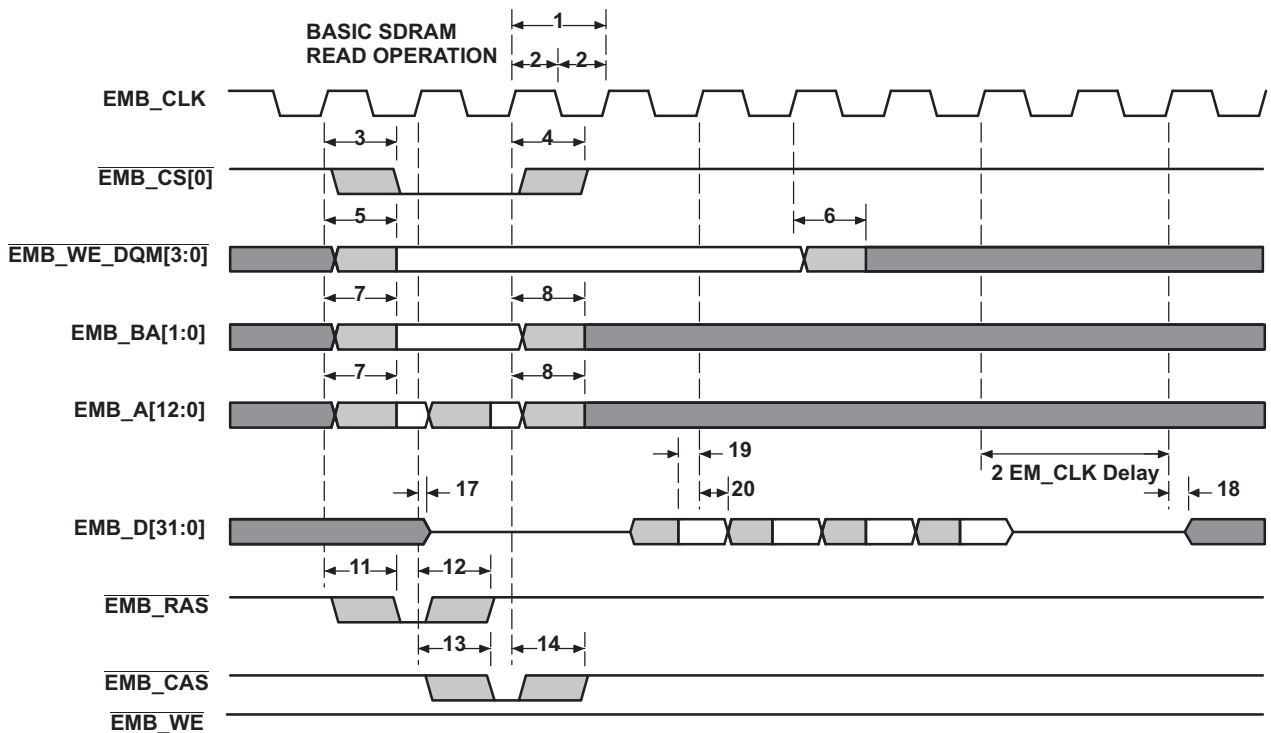 BASIC SDRAM
READ OPERATION
1
2 2
EMB_CLK
3 4
EMB_CS[0]
5 6
EMB_WE_DQM[3:0]
7 8
EMB_BA[1:0]
7 8
EMB_A[12:0]
19
2 EM_CLK Delay
17 20 18
EMB_D[31:0]
11 12
EMB_RAS
13 14
EMB_CAS
EMB_WE